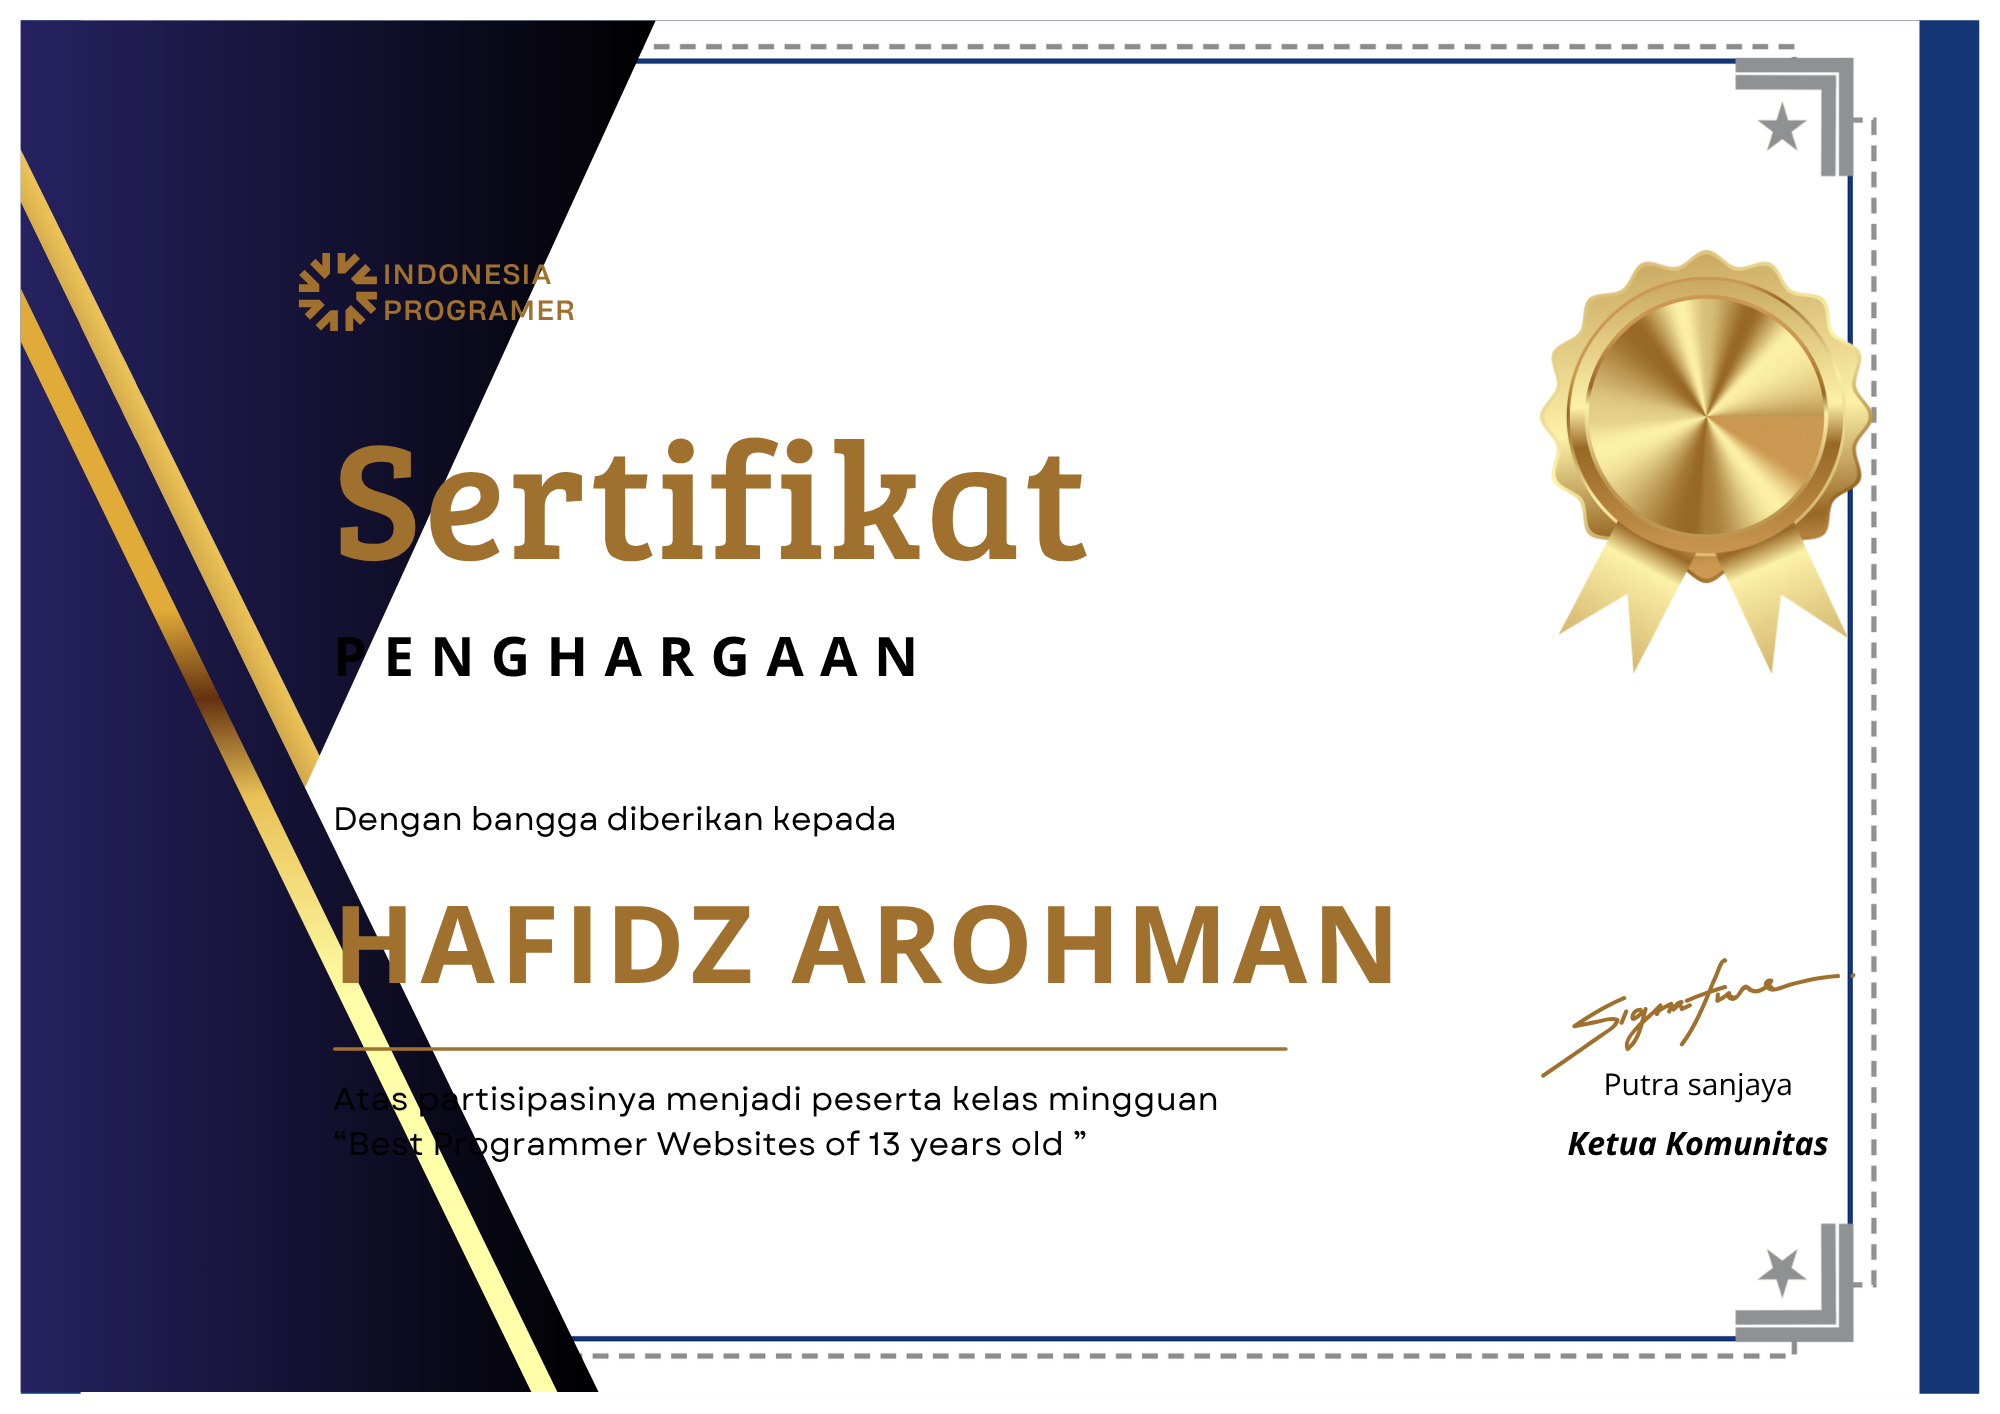 INDONESIA
PROGRAMER
Sertifikat
PENGHARGAAN
Dengan bangga diberikan kepada
HAFIDZ AROHMAN
Atas partisipasinya menjadi peserta kelas mingguan
“Best Programmer Websites of 13 years old ”
Signature
Putra sanjaya
Ketua Komunitas